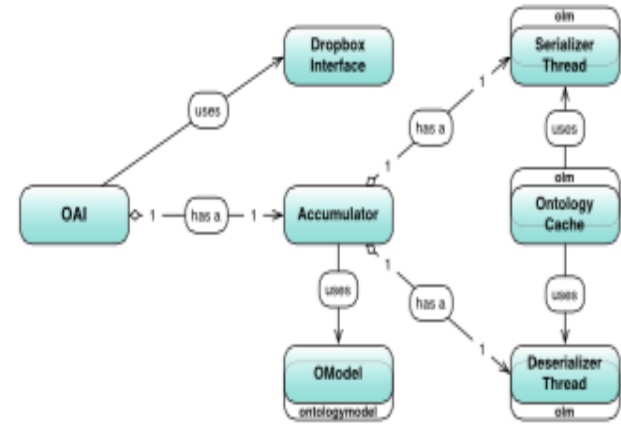 olm
Dropbox
Interface
Serializer
Thread
1
uses
has a
uses
1
olm
OAI
1
has a
1
Accumulator
Ontology
Cache
1
uses
has a
uses
1
OModel
ontologymodel
Deserializer
Thread
olm